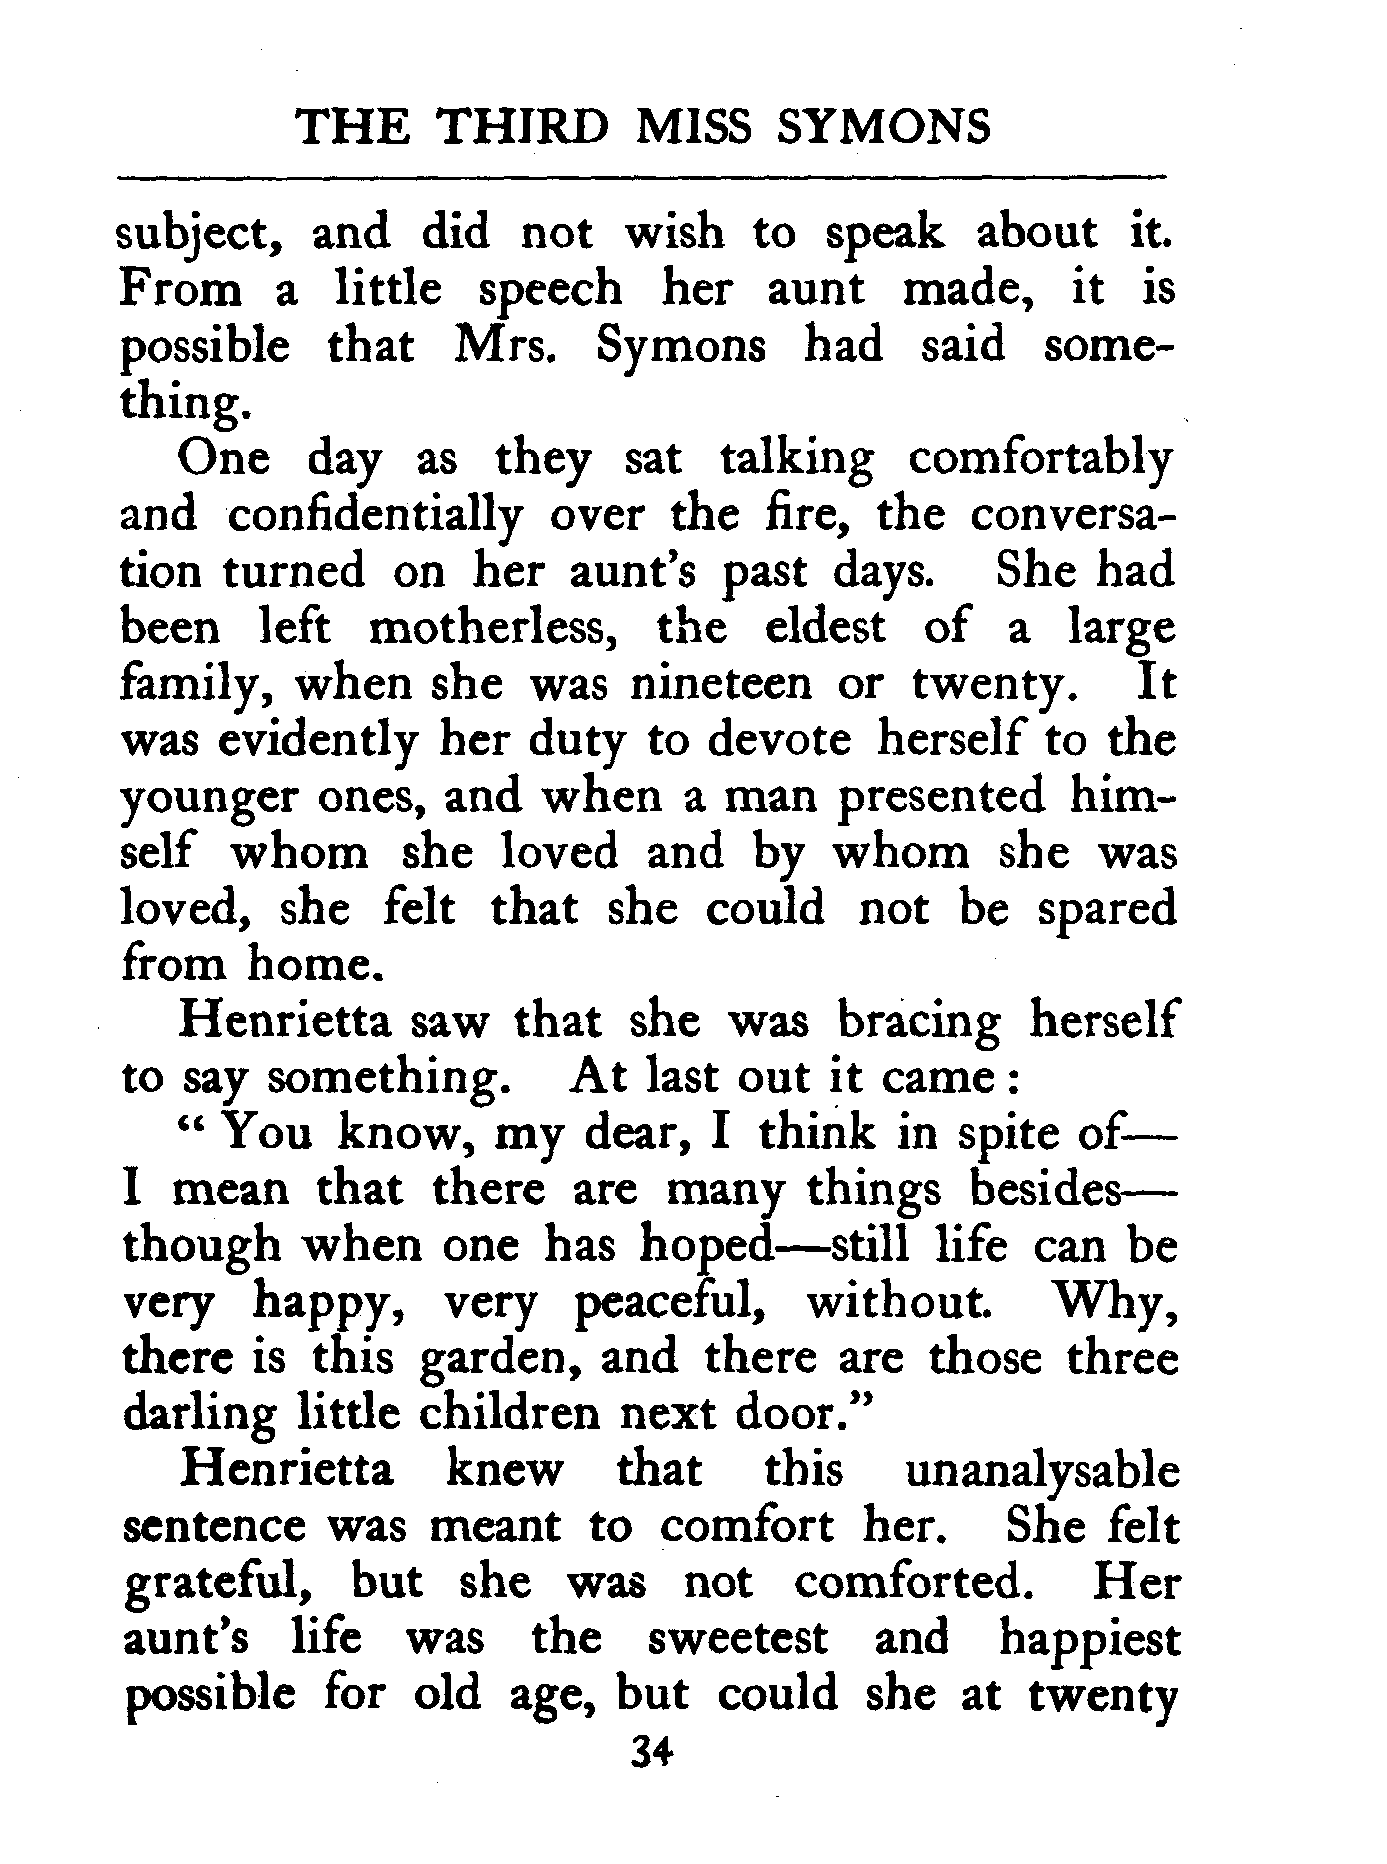 THE THIRD MISS SYMONS
subject, and did not wish to speak about it.
From a little speech her aunt made, it is
possible that Mrs. Symons had said some-
thing.
One day as they sat talking comfortably
and confidentially over the fire, the conversa-
tion turned on her aunt's past days. She had
been left motherless, the eldest of a large
family, when she was nineteen or twenty. It
was evidently her duty to devote herself to the
younger ones, and when a man presented him-
self whom she loved and by whom she was
loved, she felt that she could not be spared
from home.
Henrietta saw that she was bracing herself
to say something. At last out it came :
“ You know, my dear, I think in spite of—
I mean that there are many things besides—
though when one has hoped—still life can be
very happy, very peaceful, without. Why,
there is this garden, and there are those three
darling little children next door.”
Henrietta knew that this unanalysable
sentence was meant to comfort her. She felt
grateful, but she was not comforted. Her
aunt's life was the sweetest and happiest
possible for old age, but could she at twenty
34